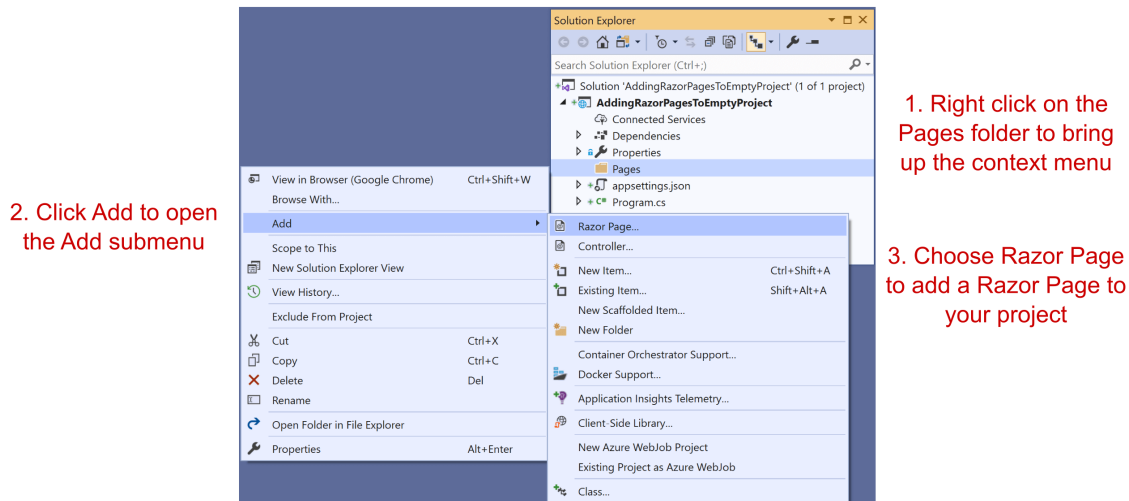 Solution Explorer
Search Solution Explorer (Ctrl+;)
Solution 'AddingRazorPagesToEmptyProject' (1 of 1 project)
AddingRazorPagesToEmptyProject
Connected Services
Dependencies
Properties
Pages
appsettings.json
C# Program.cs
1. Right click on the
Pages folder to bring
up the context menu
2. Click Add to open
the Add submenu
View in Browser (Google Chrome) Ctrl+Shift+W
Browse With...
Add
Scope to This
New Solution Explorer View
View History...
Exclude From Project
Cut Ctrl+X
Copy Ctrl+C
Delete Del
Rename
Open Folder in File Explorer
Properties Alt+Enter
Razor Page...
Controller...
New Item... Ctrl+Shift+A
Existing Item... Shift+Alt+A
New Scaffolded Item...
New Folder
Container Orchestrator Support...
Docker Support...
Application Insights Telemetry...
Client-Side Library...
New Azure WebJob Project
Existing Project as Azure WebJob
Class...
3. Choose Razor Page
to add a Razor Page to
your project